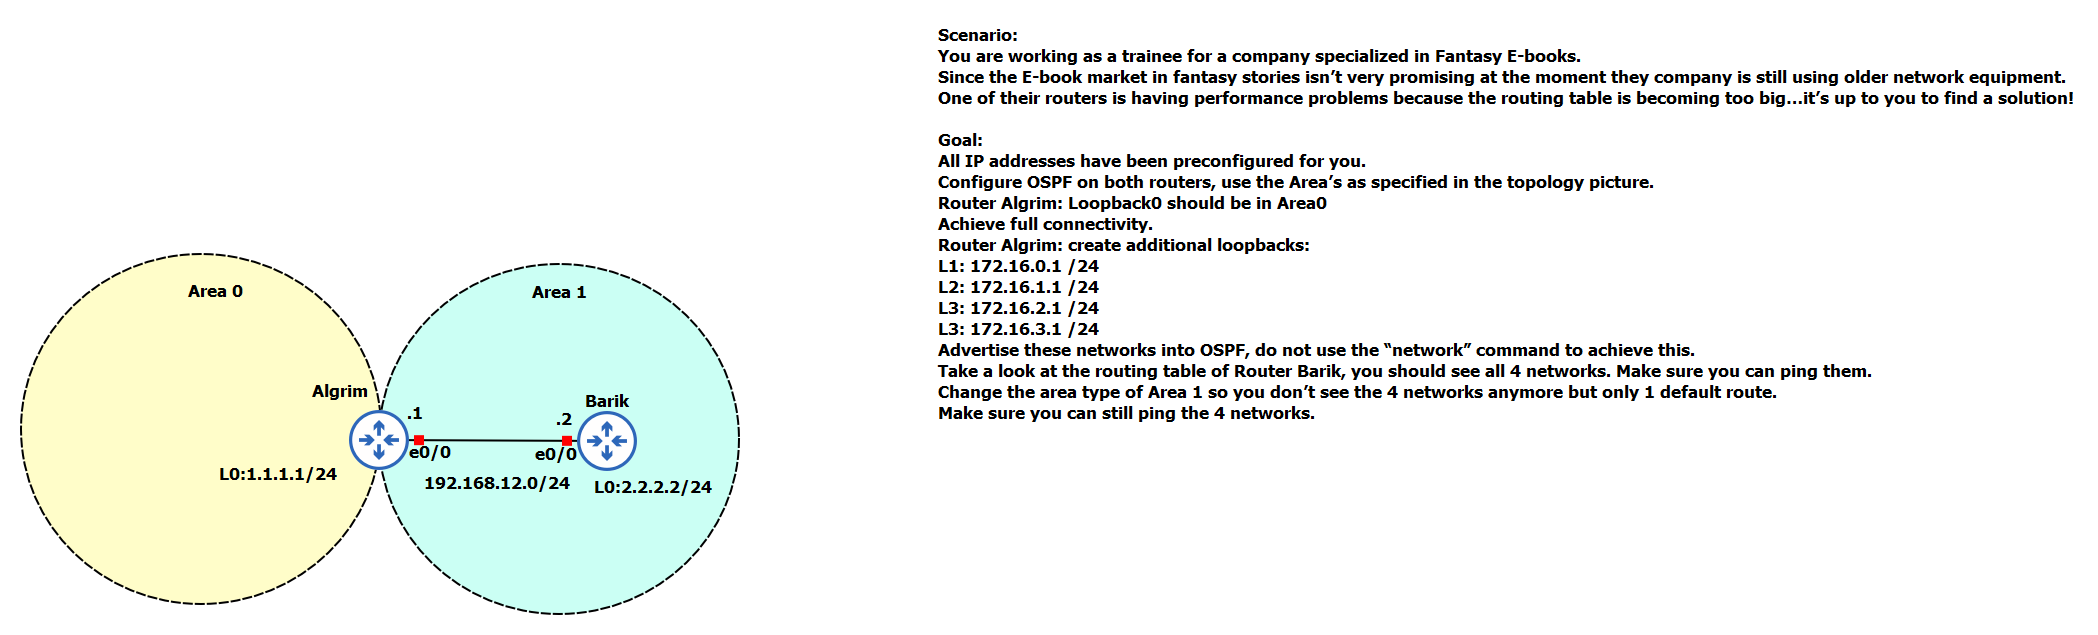 Scenario:
You are working as a trainee for a company specialized in Fantasy E-books.
Since the E-book market in fantasy stories isn’t very promising at the moment they company is still using older network equipment.
One of their routers is having performance problems because the routing table is becoming too big...it’s up to you to find a solution!
Goal:
All IP addresses have been preconfigured for you.
Configure OSPF on both routers, use the Area’s as specified in the topology picture.
Router Algrim: Loopback0 should be in Area0
Achieve full connectivity.
Router Algrim: create additional loopbacks:
L1: 172.16.0.1 /24
L2: 172.16.1.1 /24
L3: 172.16.2.1 /24
L3: 172.16.3.1 /24
Advertise these networks into OSPF, do not use the “network” command to achieve this.
Take a look at the routing table of Router Barik, you should see all 4 networks. Make sure you can ping them.
Change the area type of Area 1 so you don’t see the 4 networks anymore but only 1 default route.
Make sure you can still ping the 4 networks.
Area 0
Area 1
Algrim
Barik
.1
.2
e0/0
e0/0
L0:1.1.1.1/24
192.168.12.0/24
L0:2.2.2.2/24